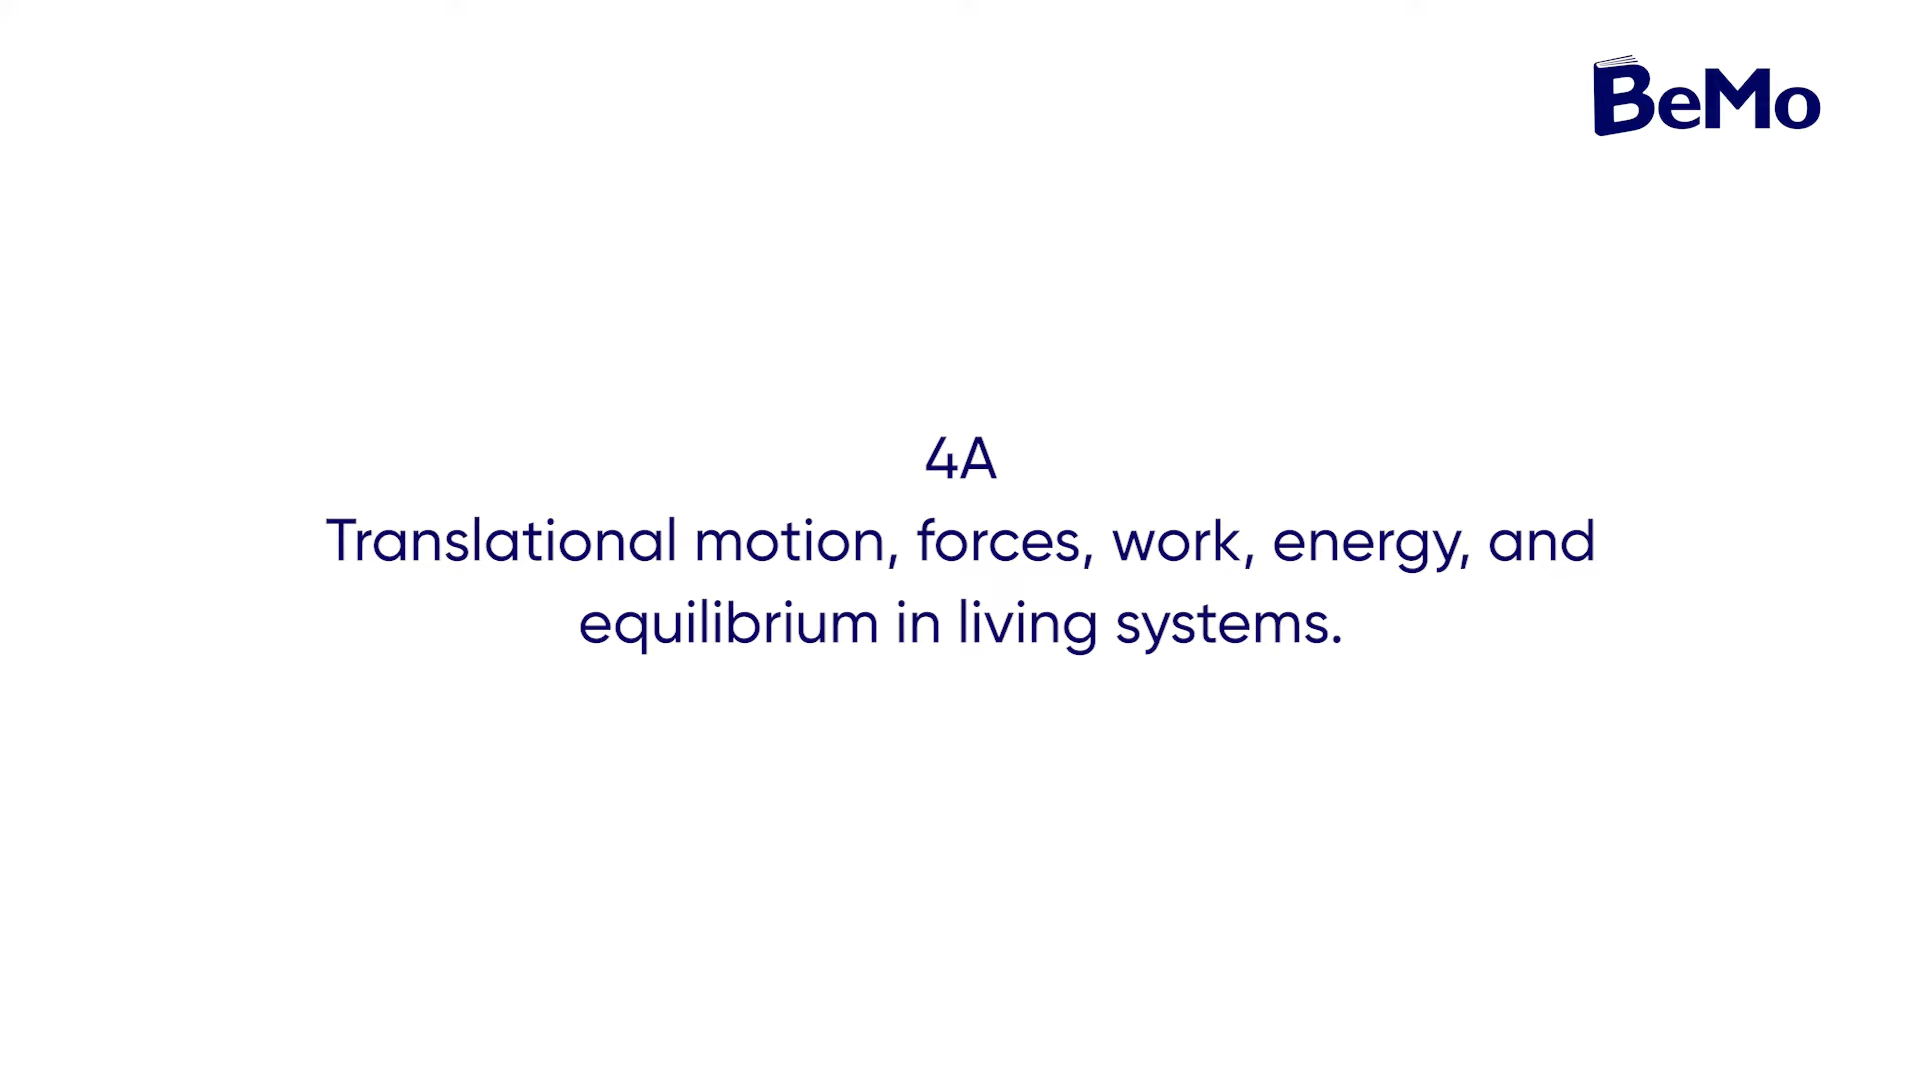 BeMo
4A
Translational motion, forces, work, energy, and
equilibrium in living systems.